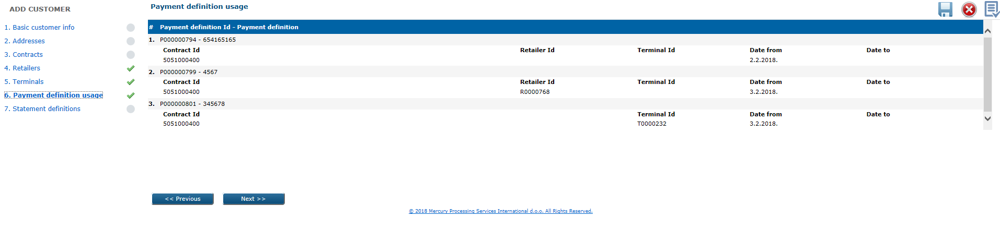 ADD CUSTOMER
1. Basic customer info
2. Addresses
3. Contracts
4. Retailers
5. Terminals
6. Payment definition usage
7. Statement definitions
Payment definition usage
# Payment definition Id - Payment definition
1. P000000794 - 654165165
Contract Id Retailer Id Terminal Id Date from Date to
5051000400 2.2.2018.
2. P000000799 - 4567
Contract Id Retailer Id Terminal Id Date from Date to
5051000400 R0000768 3.2.2018.
3. P000000801 - 345678
Contract Id Terminal Id Date from Date to
5051000400 T0000232 3.2.2018.
<< Previous Next >>
© 2018 Mercury Processing Services International d.o.o. All Rights Reserved.